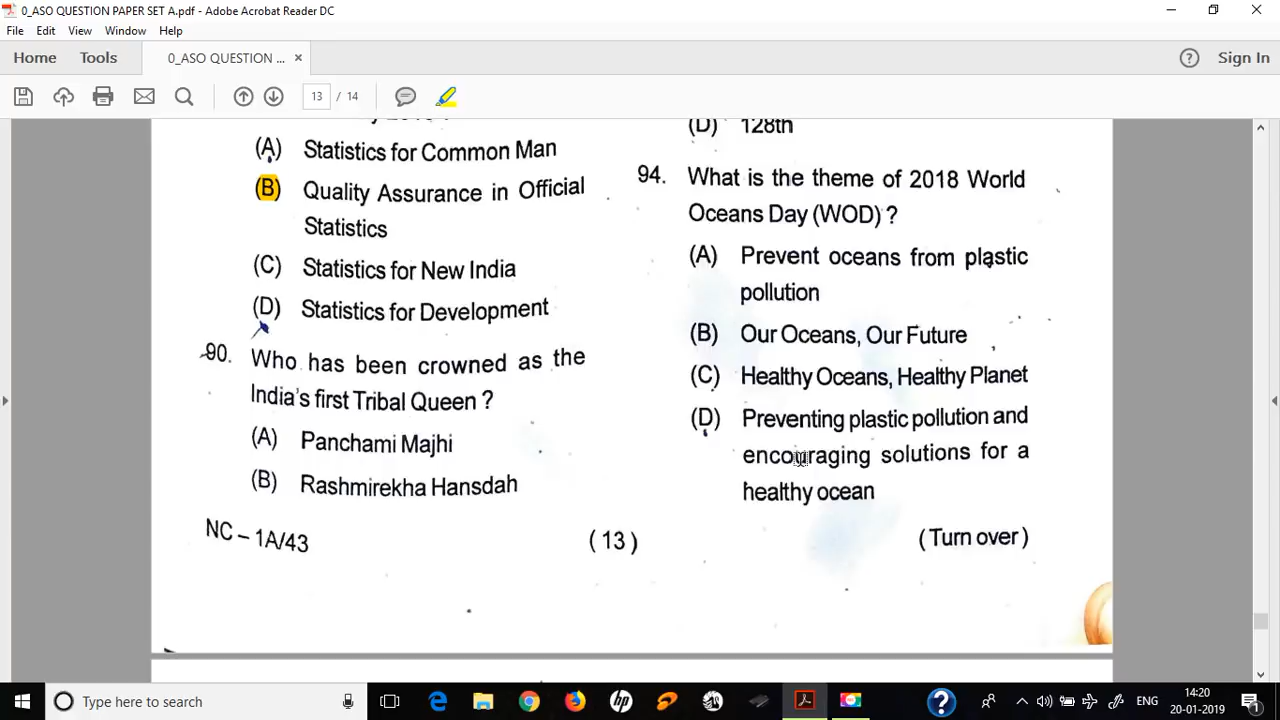 0_ASO QUESTION PAPER SET A.pdf - Adobe Acrobat Reader DC
File Edit View Window Help
Home Tools 0_ASO QUESTION ... × Sign In
13 / 14
(A) Statistics for Common Man
(B) Quality Assurance in Official
Statistics
(C) Statistics for New India
(D) Statistics for Development
90. Who has been crowned as the
India's first Tribal Queen ?
(A) Panchami Majhi
(B) Rashmirekha Hansdah
(D) 128th
94. What is the theme of 2018 World
Oceans Day (WOD) ?
(A) Prevent oceans from plastic
pollution
(B) Our Oceans, Our Future
(C) Healthy Oceans, Healthy Planet
(D) Preventing plastic pollution and
encouraging solutions for a
healthy ocean
NC – 1A/43 ( 13 ) ( Turn over )
Type here to search
hp
ENG
14:20
20-01-2019